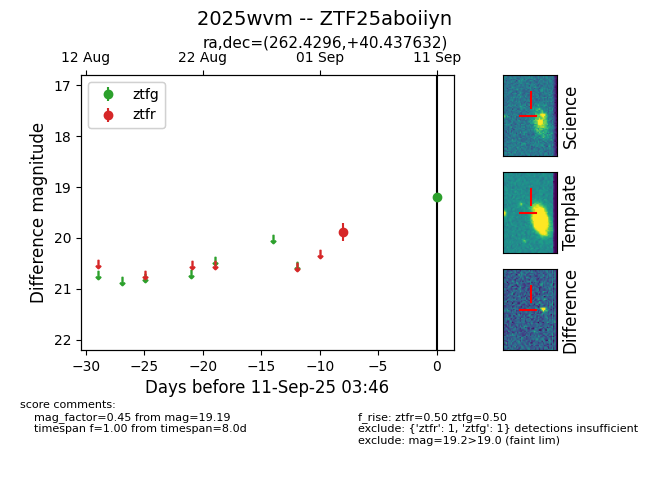 2025wvm -- ZTF25aboiiyn
ra,dec=(262.4296,+40.437632)
12 Aug 22 Aug 01 Sep 11 Sep
ztfg
ztfr
17
18
19
20
21
22
Difference magnitude
−30 −25 −20 −15 −10 −5 0
Days before 11-Sep-25 03:46
Science
Template
Difference
score comments:
mag_factor=0.45 from mag=19.19
timespan f=1.00 from timespan=8.0d
f_rise: ztfr=0.50 ztfg=0.50
exclude: {'ztfr': 1, 'ztfg': 1} detections insufficient
exclude: mag=19.2>19.0 (faint lim)